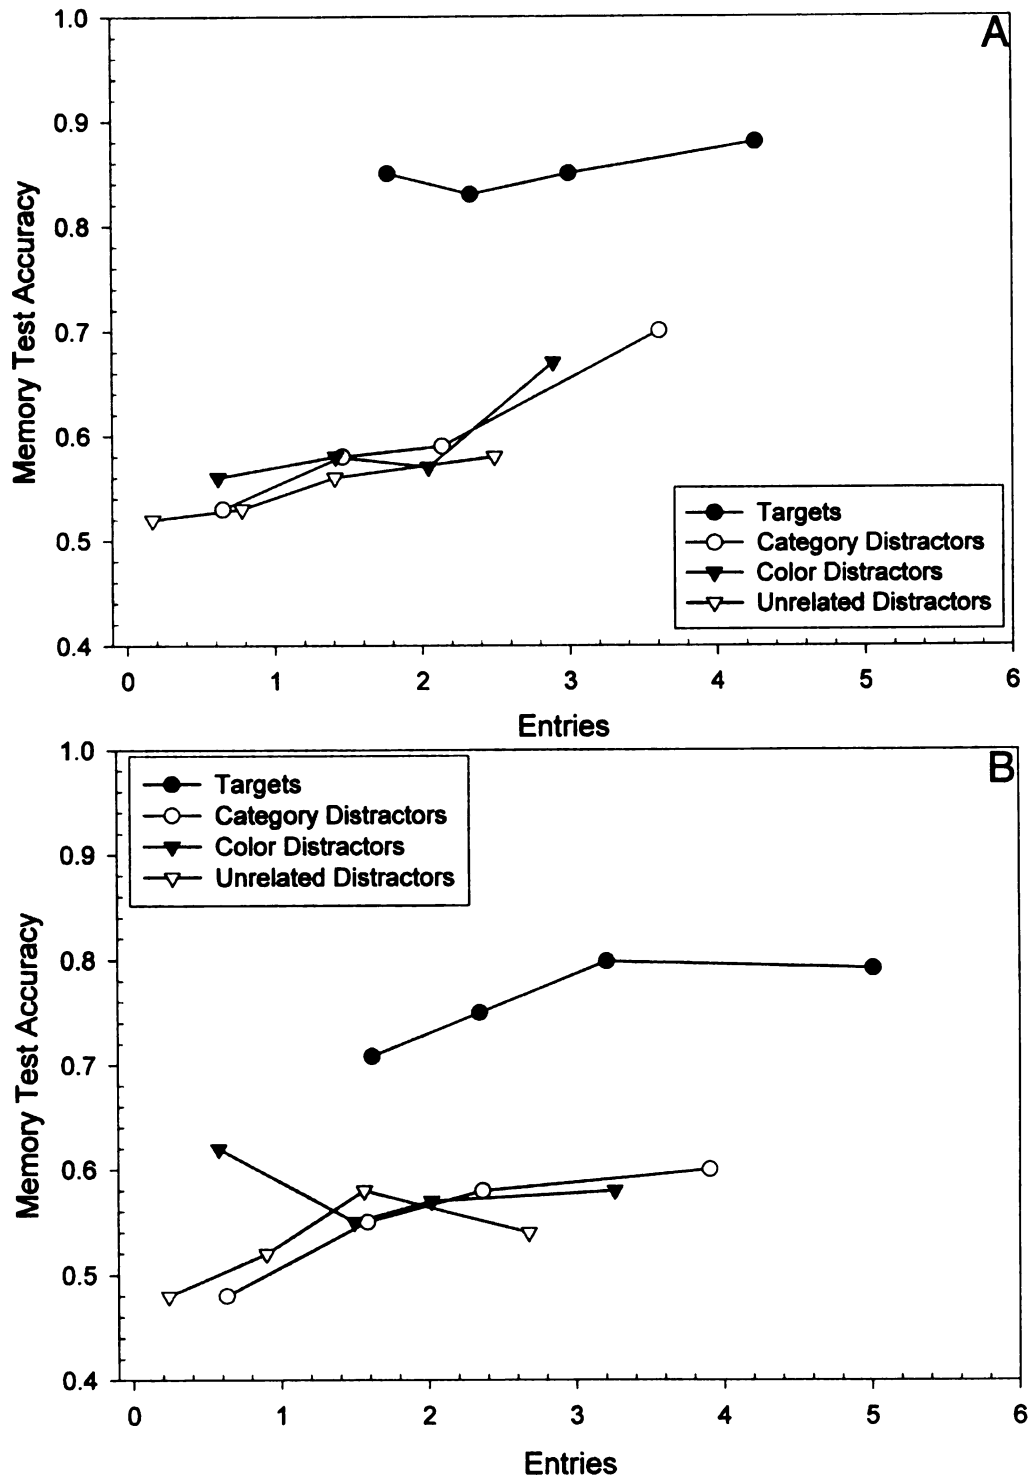 A
1.0
0.9
0.8
0.7
0.6
0.5
0.4
Memory Test Accuracy
Targets
Category Distractors
Color Distractors
Unrelated Distractors
0 1 2 3 4 5 6
Entries
B
1.0
0.9
0.8
0.7
0.6
0.5
0.4
Memory Test Accuracy
Targets
Category Distractors
Color Distractors
Unrelated Distractors
0 1 2 3 4 5 6
Entries